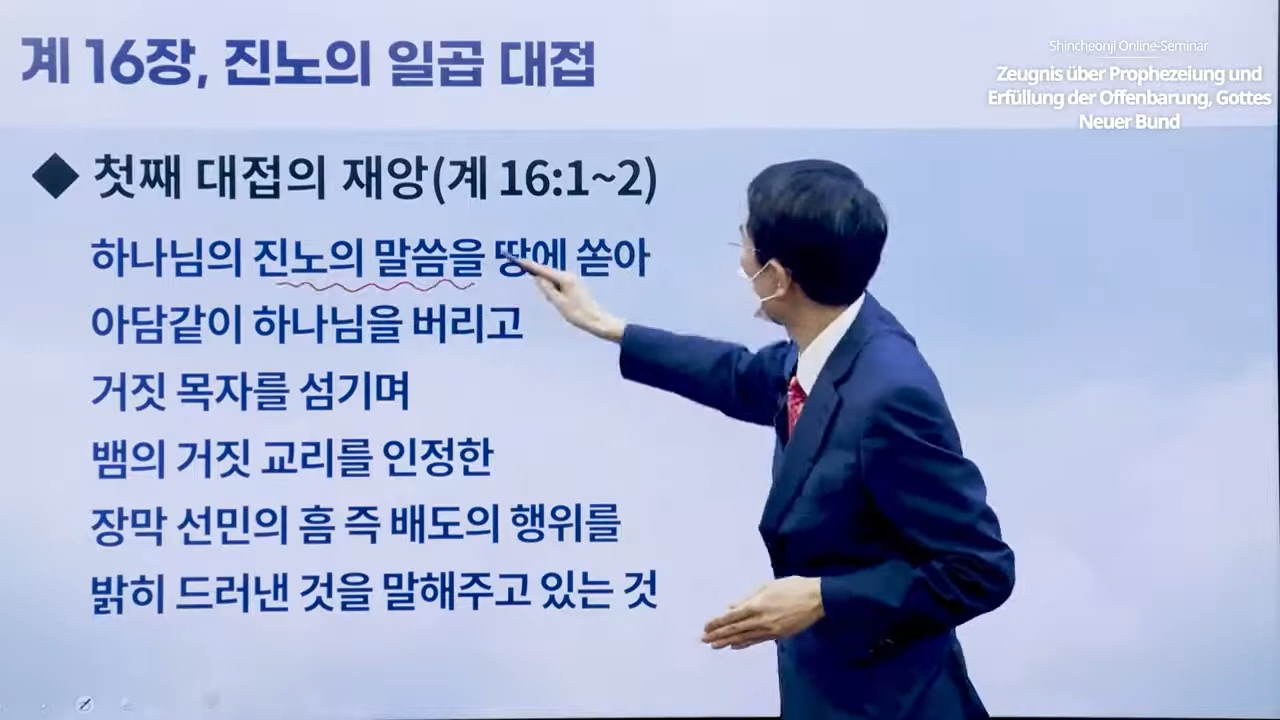 계 16장, 진노의 일곱 대접
Shincheonji Online-Seminar
Zeugnis über Prophezeiung und
Erfüllung der Offenbarung, Gottes
Neuer Bund
◆ 첫째 대접의 재앙(계 16:1~2)
하나님의 진노의 말씀을 땅에 쏟아
아담같이 하나님을 버리고
거짓 목자를 섬기며
뱀의 거짓 교리를 인정한
장막 선민의 흠 즉 배도의 행위를
밝히 드러낸 것을 말해주고 있는 것